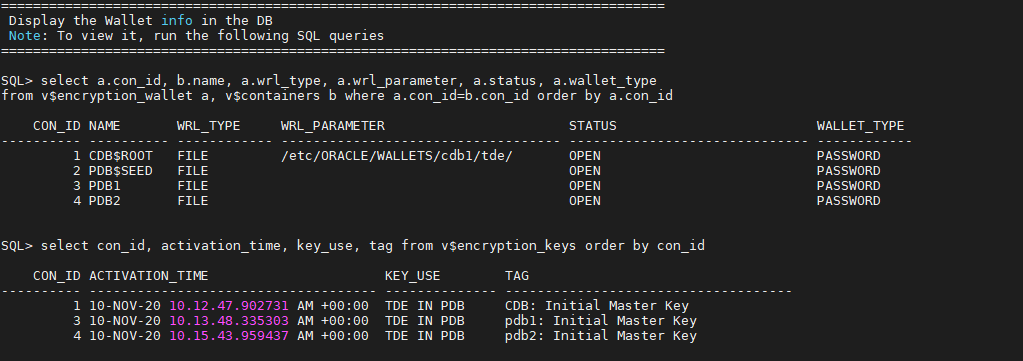 ===================================================================================
Display the Wallet info in the DB
Note: To view it, run the following SQL queries
===================================================================================
SQL> select a.con_id, b.name, a.wrl_type, a.wrl_parameter, a.status, a.wallet_type
from v$encryption_wallet a, v$containers b where a.con_id=b.con_id order by a.con_id
CON_ID NAME WRL_TYPE WRL_PARAMETER STATUS WALLET_TYPE
---------- ---------- ------------ ----------------------------------- ------------------------------ ------------
1 CDB$ROOT FILE /etc/ORACLE/WALLETS/cdb1/tde/ OPEN PASSWORD
2 PDB$SEED FILE OPEN PASSWORD
3 PDB1 FILE OPEN PASSWORD
4 PDB2 FILE OPEN PASSWORD
SQL> select con_id, activation_time, key_use, tag from v$encryption_keys order by con_id
CON_ID ACTIVATION_TIME KEY_USE TAG
---------- ------------------------------------ -------------- ------------------------------------
1 10-NOV-20 10.12.47.902731 AM +00:00 TDE IN PDB CDB: Initial Master Key
3 10-NOV-20 10.13.48.335303 AM +00:00 TDE IN PDB pdb1: Initial Master Key
4 10-NOV-20 10.15.43.959437 AM +00:00 TDE IN PDB pdb2: Initial Master Key